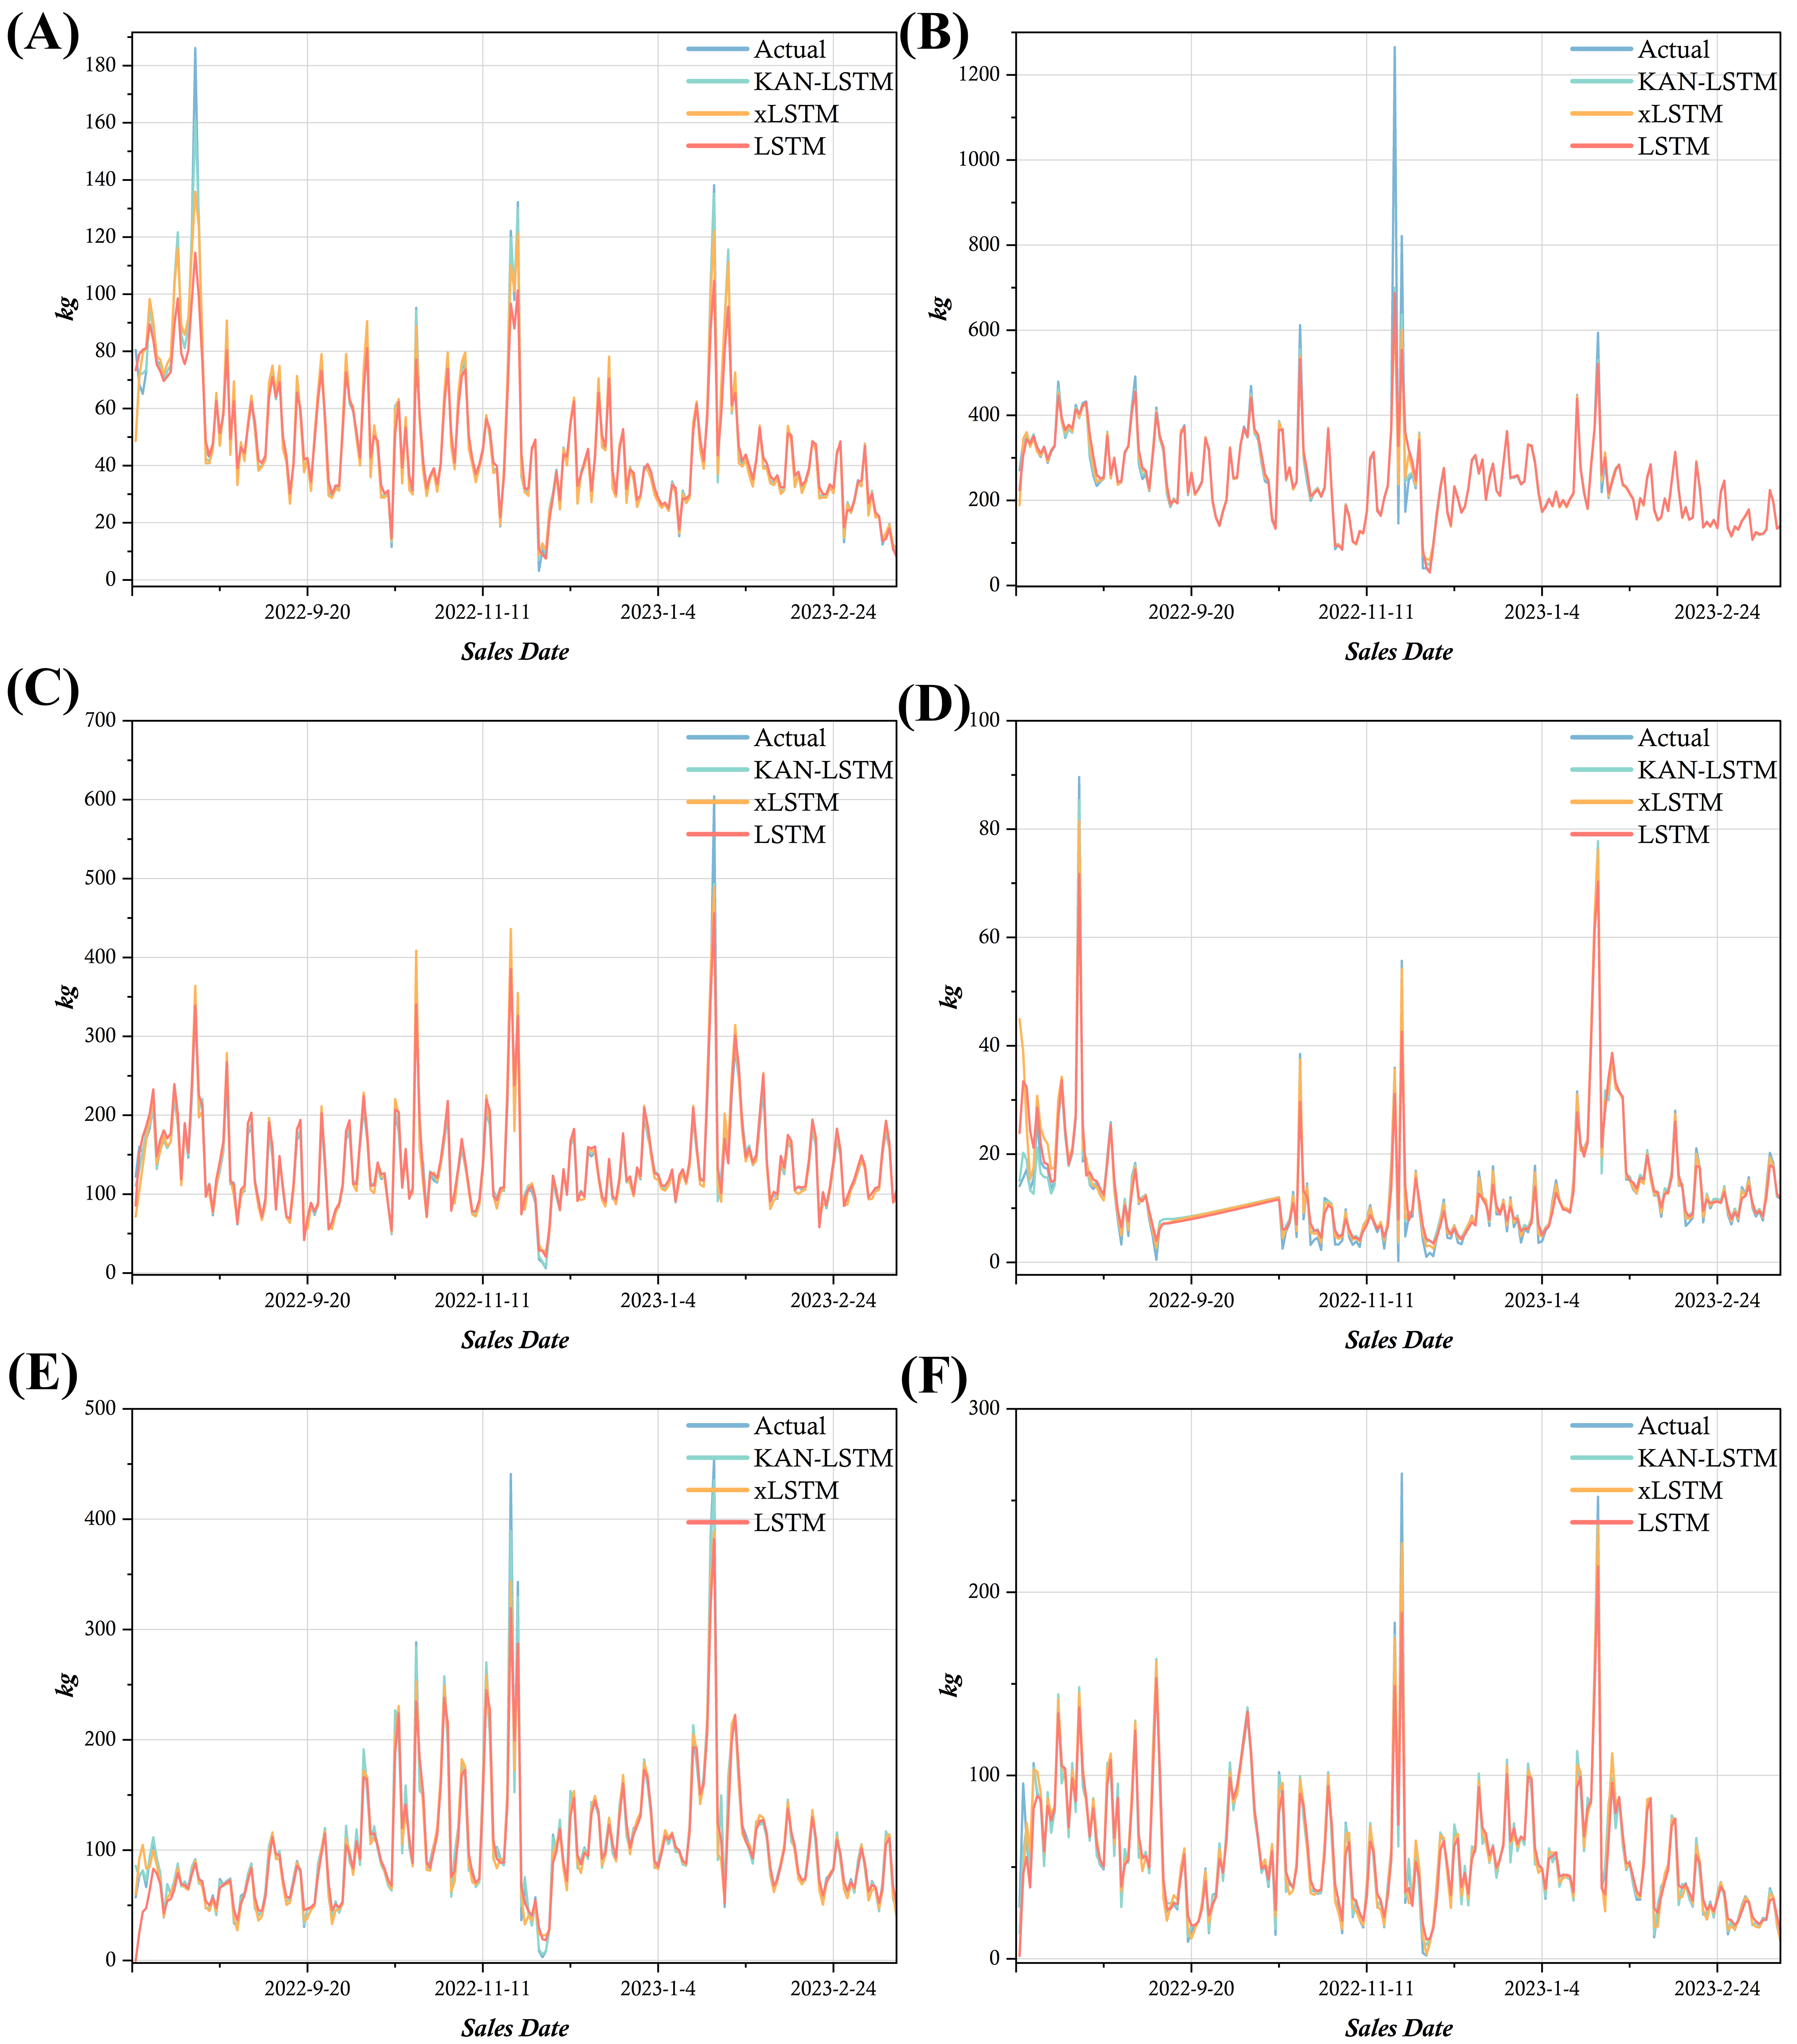 (A)
180
160
140
120
100
80
60
40
20
0
kg
2022-9-20
2022-11-11
2023-1-4
2023-2-24
Sales Date
Actual
KAN-LSTM
xLSTM
LSTM
(B)
1200
1000
800
600
400
200
0
kg
2022-9-20
2022-11-11
2023-1-4
2023-2-24
Sales Date
Actual
KAN-LSTM
xLSTM
LSTM
(C)
700
600
500
400
300
200
100
0
kg
2022-9-20
2022-11-11
2023-1-4
2023-2-24
Sales Date
Actual
KAN-LSTM
xLSTM
LSTM
(D)
100
80
60
40
20
0
kg
2022-9-20
2022-11-11
2023-1-4
2023-2-24
Sales Date
Actual
KAN-LSTM
xLSTM
LSTM
(E)
500
400
300
200
100
0
kg
2022-9-20
2022-11-11
2023-1-4
2023-2-24
Sales Date
Actual
KAN-LSTM
xLSTM
LSTM
(F)
300
200
100
0
kg
2022-9-20
2022-11-11
2023-1-4
2023-2-24
Sales Date
Actual
KAN-LSTM
xLSTM
LSTM